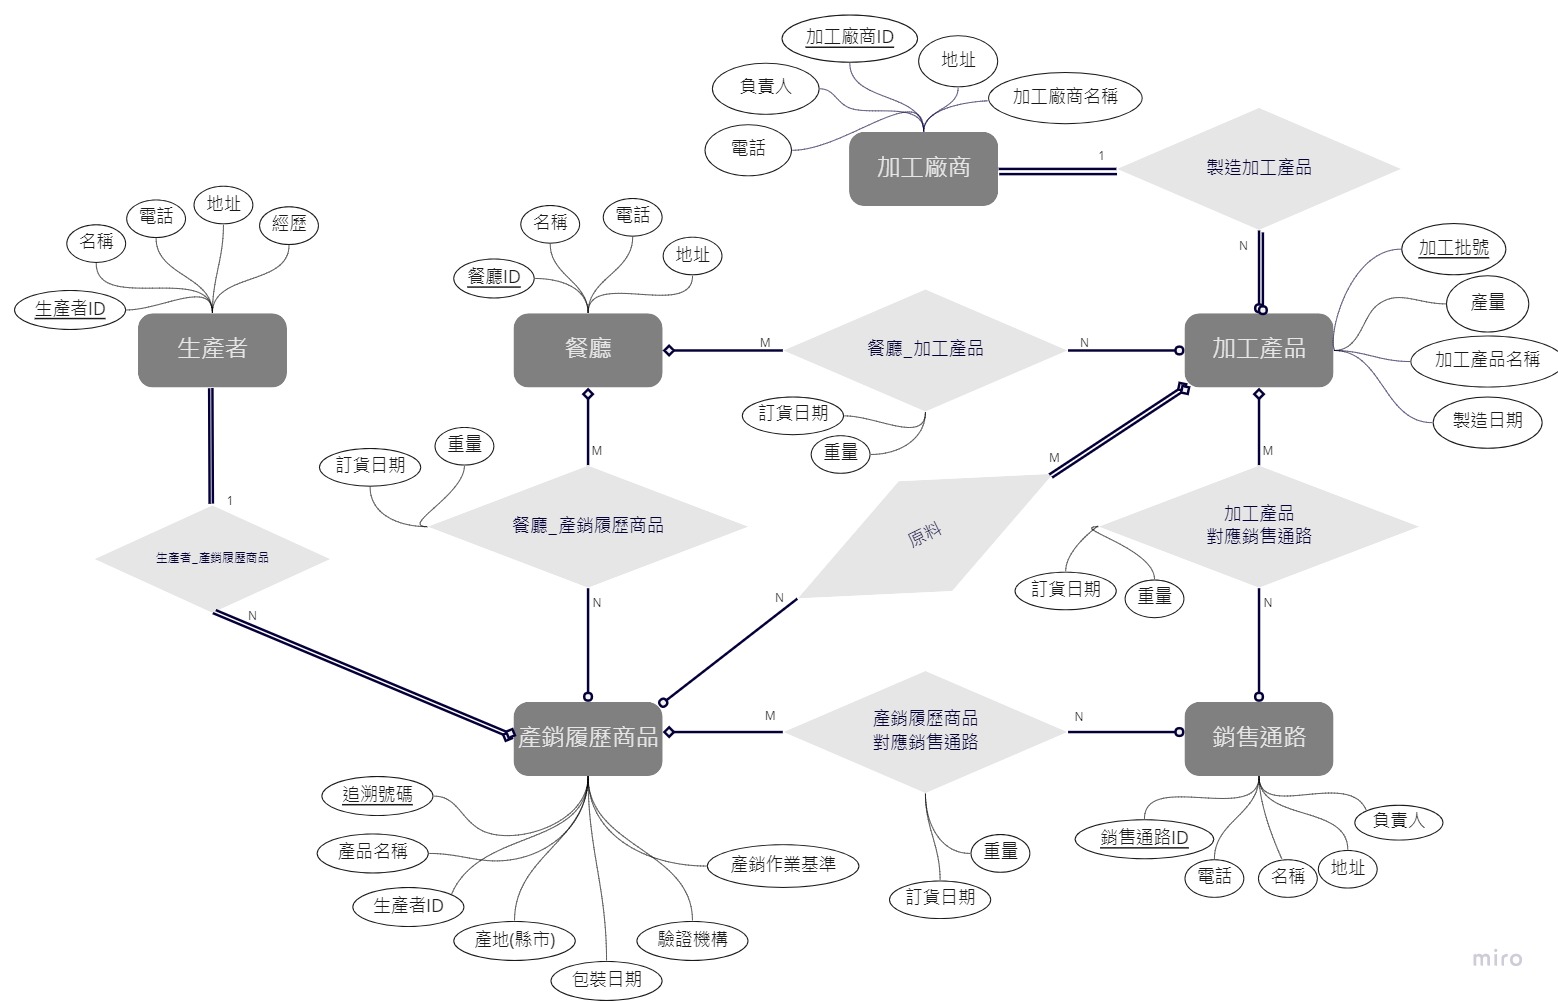 加工廠商ID
地址
負責人
加工廠商名稱
電話
加工廠商
1
製造加工產品
N
生產者ID
名稱
電話
地址
經歷
生產者
1
生產者_產銷履歷商品
N
餐廳ID
名稱
電話
地址
餐廳
M
餐廳_加工產品
N
訂貨日期
重量
加工產品
加工批號
產量
加工產品名稱
製造日期
訂貨日期
重量
M
餐廳_產銷履歷商品
N
M
原料
N
M
加工產品
對應銷售通路
N
訂貨日期
重量
產銷履歷商品
M
產銷履歷商品
對應銷售通路
N
重量
訂貨日期
銷售通路
追溯號碼
產品名稱
生產者ID
產地(縣市)
包裝日期
驗證機構
產銷作業基準
銷售通路ID
電話
名稱
地址
負責人
miro